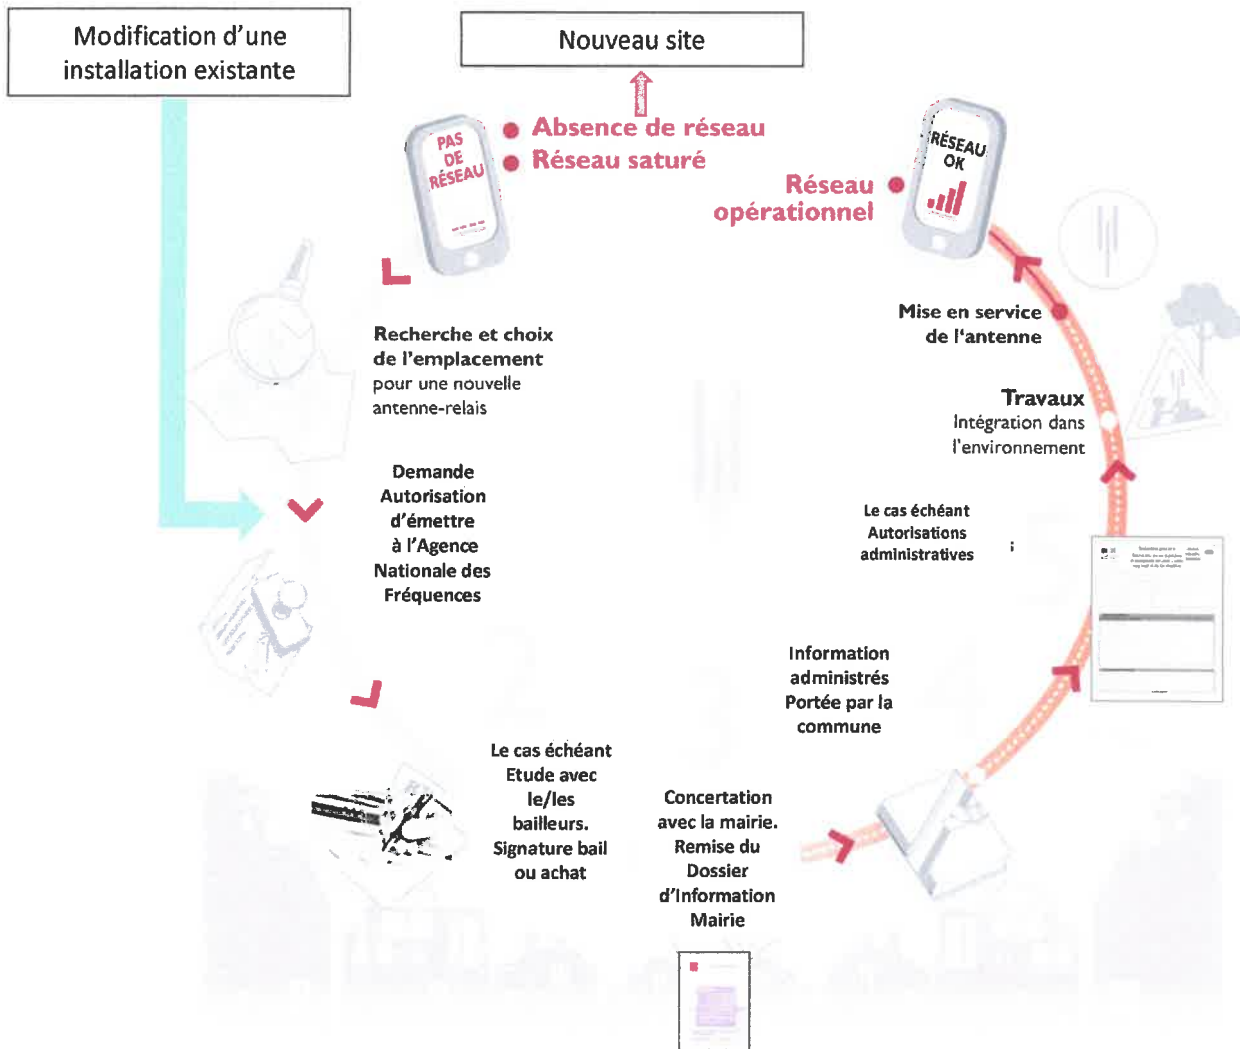 Modification d'une
installation existante
Nouveau site
Absence de réseau
Réseau saturé
PAS
DE
RÉSEAU
RÉSEAU
OK
Réseau
opérationnel
Recherche et choix
de l'emplacement
pour une nouvelle
antenne-relais
Demande
Autorisation
d'émettre
à l'Agence
Nationale des
Fréquences
Le cas échéant
Etude avec
le/les
bailleurs.
Signature bail
ou achat
Concertation
avec la mairie.
Remise du
Dossier
d'Information
Mairie
Information
administrés
Portée par la
commune
Le cas échéant
Autorisations
administratives ;
Travaux
Intégration dans
l'environnement
Mise en service
de l'antenne